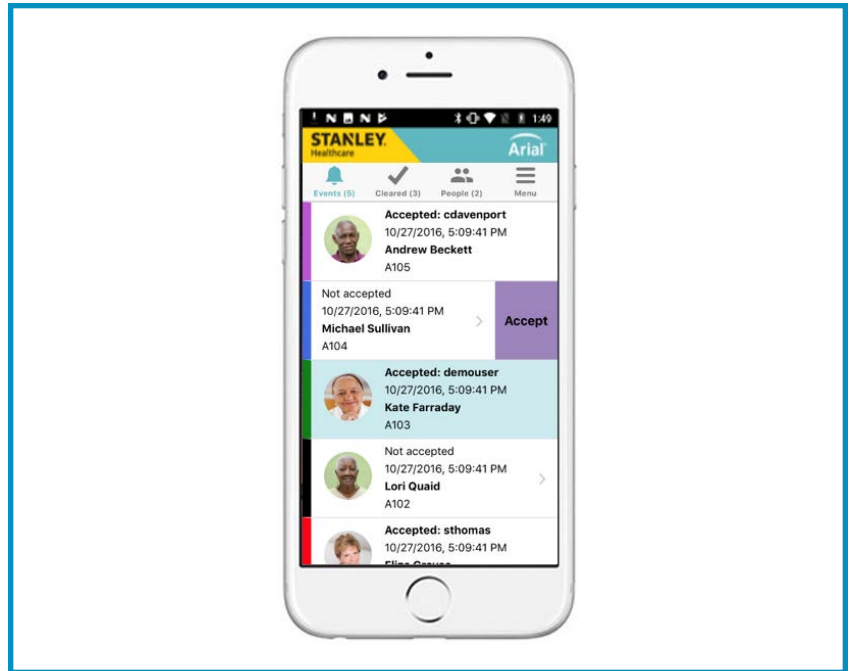 1:49
STANLEY
Healthcare
Arial
Events (5) Cleared (3) People (2) Menu
Accepted: cdavenport
10/27/2016, 5:09:41 PM
Andrew Beckett
A105
Not accepted
10/27/2016, 5:09:41 PM
Michael Sullivan
A104
Accept
Accepted: demouser
10/27/2016, 5:09:41 PM
Kate Farraday
A103
Not accepted
10/27/2016, 5:09:41 PM
Lori Quaid
A102
Accepted: sthomas
10/27/2016, 5:09:41 PM